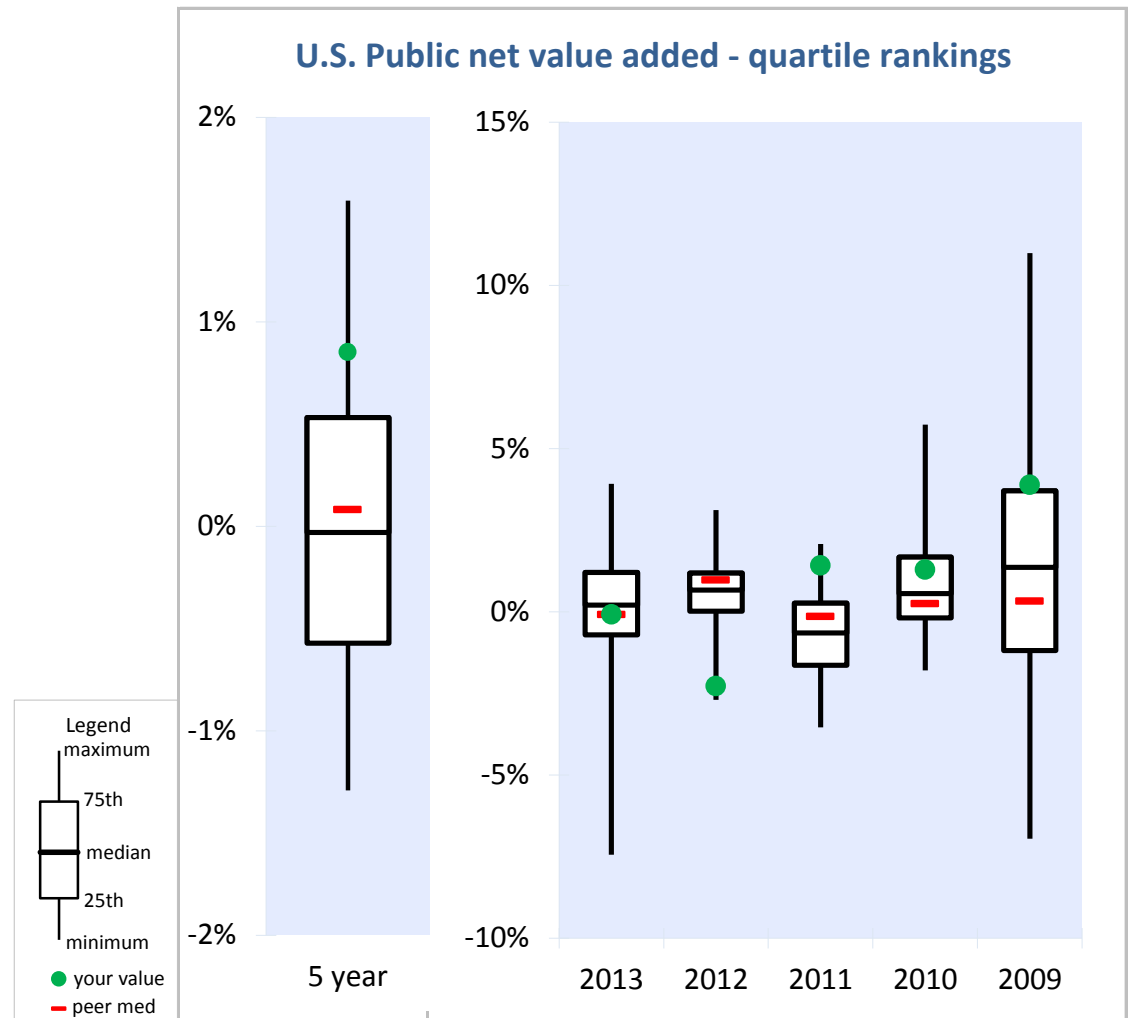 U.S. Public net value added - quartile rankings
2%
1%
0%
-1%
-2%
5 year
15%
10%
5%
0%
-5%
-10%
2013 2012 2011 2010 2009
Legend
maximum
75th
median
25th
minimum
your value
peer med